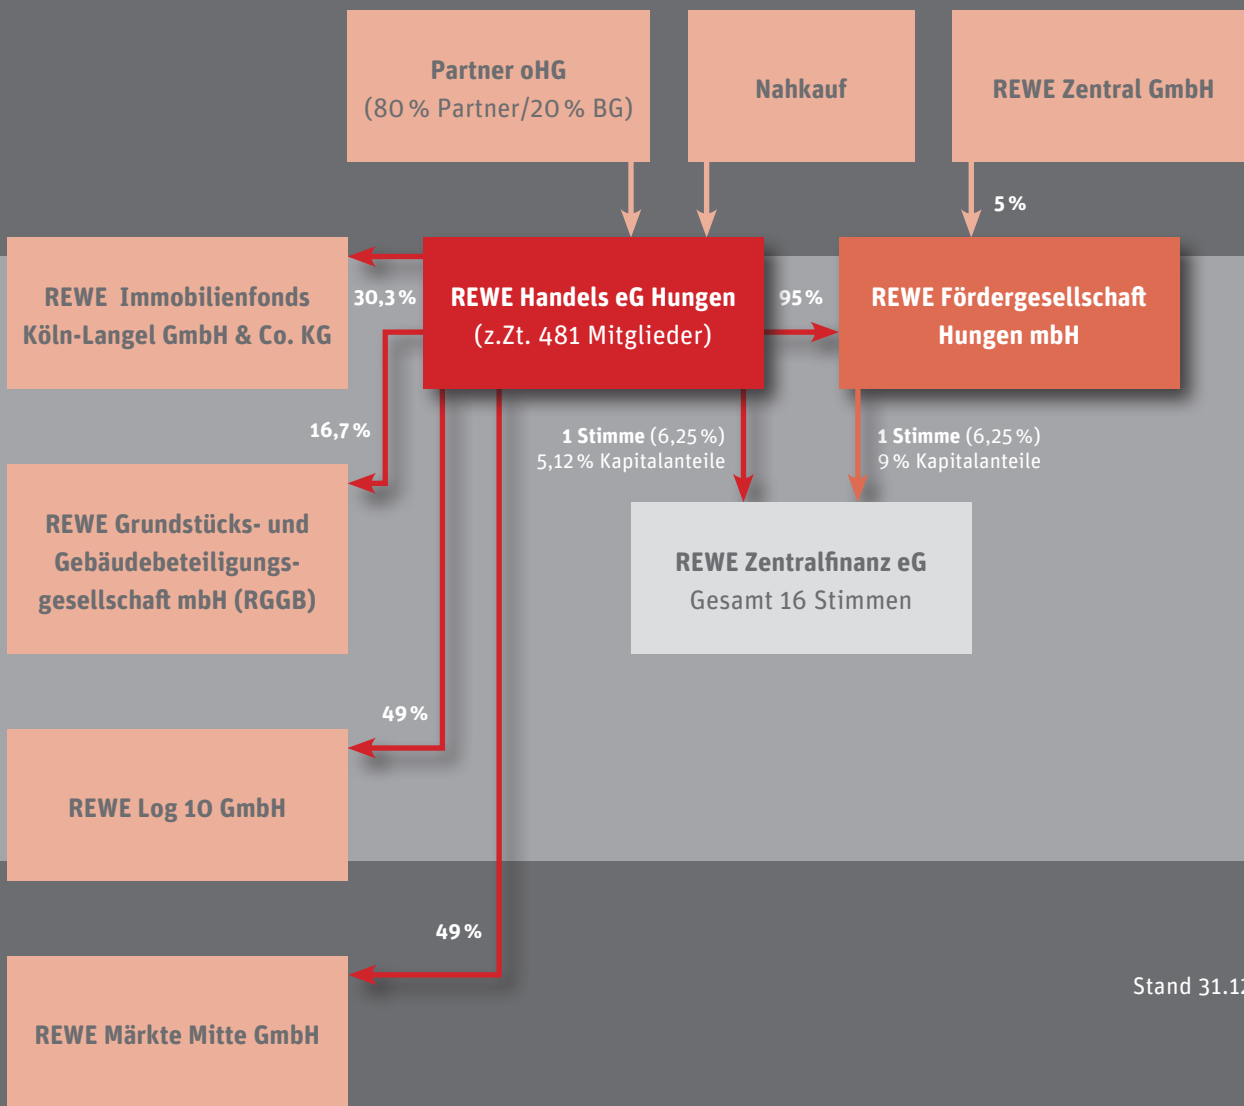 Partner oHG
(80 % Partner/20 % BG)
Nahkauf
REWE Zentral GmbH
5 %
REWE Immobilienfonds
Köln-Langel GmbH & Co. KG
30,3 %
REWE Handels eG Hungen
(z.Zt. 481 Mitglieder)
95 %
REWE Fördergesellschaft
Hungen mbH
16,7 %
1 Stimme (6,25 %)
5,12 % Kapitalanteile
1 Stimme (6,25 %)
9 % Kapitalanteile
REWE Grundstücks- und
Gebäudebeteiligungs-
gesellschaft mbH (RGGB)
REWE Zentralfinanz eG
Gesamt 16 Stimmen
49 %
REWE Log 10 GmbH
49 %
REWE Märkte Mitte GmbH
Stand 31.12